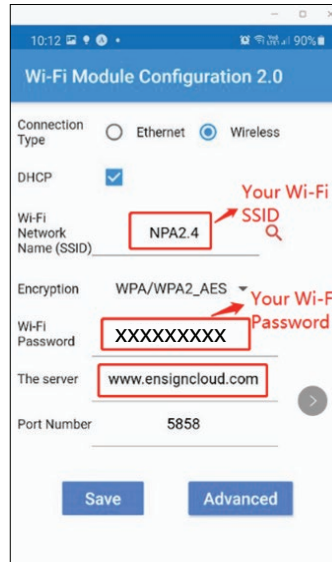 10:12
90%
Wi-Fi Module Configuration 2.0
Connection Type
Ethernet
Wireless
DHCP
Your Wi-Fi
SSID
Wi-Fi
Network
Name (SSID)
NPA2.4
Encryption
WPA/WPA2_AES
Your Wi-F
Password
Wi-Fi
Password
XXXXXXXXX
The server
www.ensigncloud.com
Port Number
5858
Save
Advanced